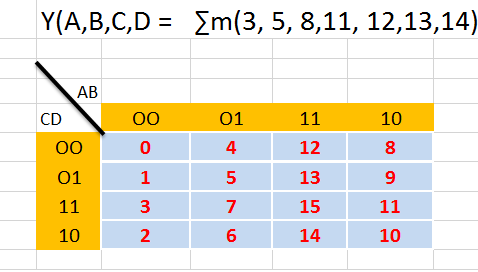 Y(A,B,C,D = ∑m(3, 5, 8,11, 12,13,14)
AB
CD OO O1 11 10
OO 0 4 12 8
O1 1 5 13 9
11 3 7 15 11
10 2 6 14 10